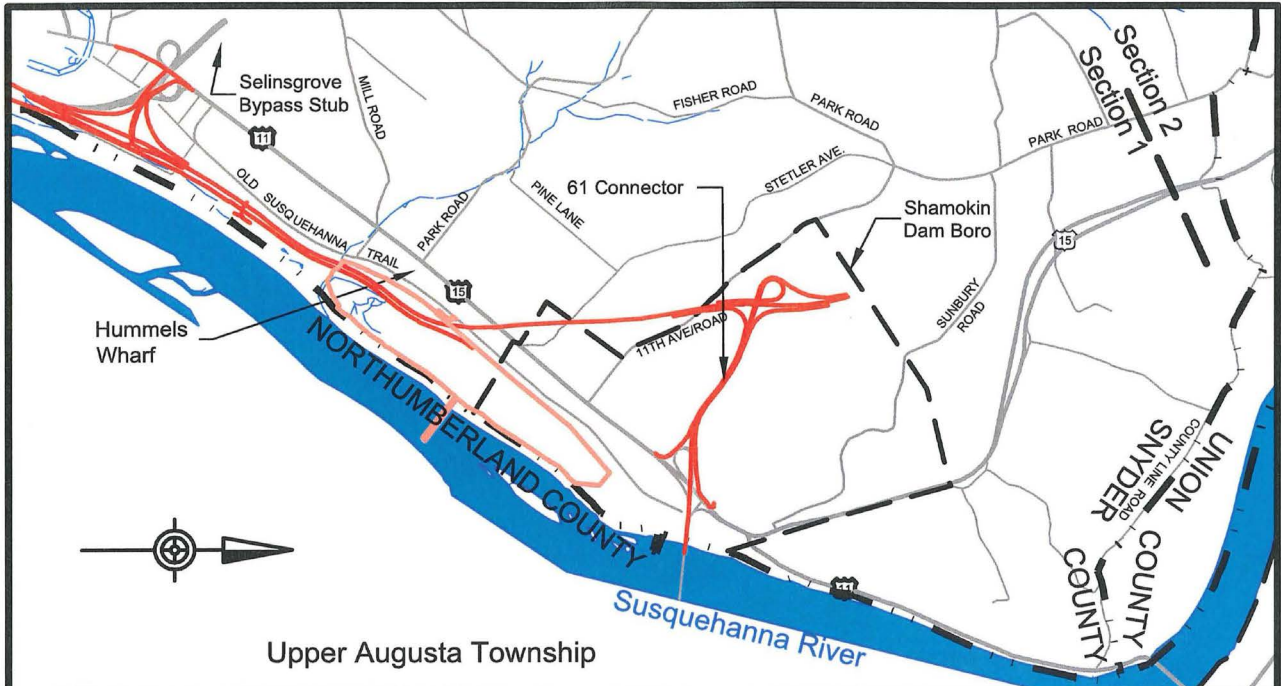 Selinsgrove
Bypass Stub
MILL ROAD
FISHER ROAD
PARK ROAD
Section 2
Section 1
PARK ROAD
11
OLD SUSQUEHANNA TRAIL
PARK ROAD
PINE LANE
STETLER AVE.
61 Connector
Shamokin
Dam Boro
15
15
SUNBURY
ROAD
Hummels
Wharf
11TH AVE/ROAD
NORTHUMBERLAND COUNTY
UNION COUNTY
COUNTY LINE ROAD
SNYDER COUNTY
11
Susquehanna River
Upper Augusta Township